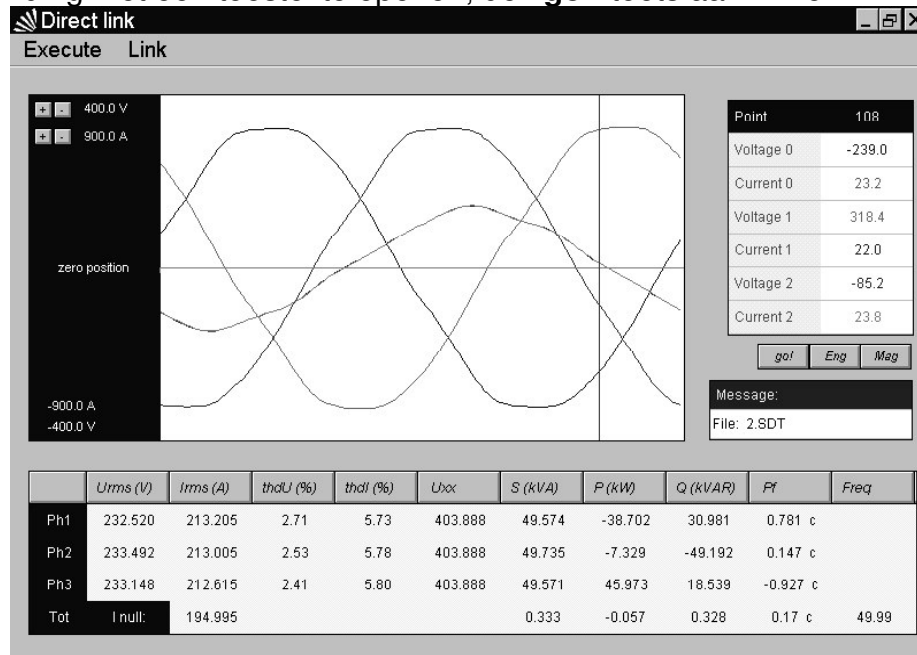 Direct link
Execute Link
+ - 400.0 V
+ - 900.0 A
zero position
-900.0 A
-400.0 V
Point 108
Voltage 0 -239.0
Current 0 23.2
Voltage 1 318.4
Current 1 22.0
Voltage 2 -85.2
Current 2 23.8
go! Eng Mag
Message:
File: 2.SDT
Urms (V) Irms (A) thdU (%) thdI (%) Uxx S (kVA) P (kW) Q (kVAR) Pf Freq
Ph1 232.520 213.205 2.71 5.73 403.888 49.574 -38.702 30.981 0.781 c
Ph2 233.492 213.005 2.53 5.78 403.888 49.735 -7.329 -49.192 0.147 c
Ph3 233.148 212.615 2.41 5.80 403.888 49.571 45.973 18.539 -0.927 c
Tot I null: 194.995 0.333 -0.057 0.328 0.17 c 49.99